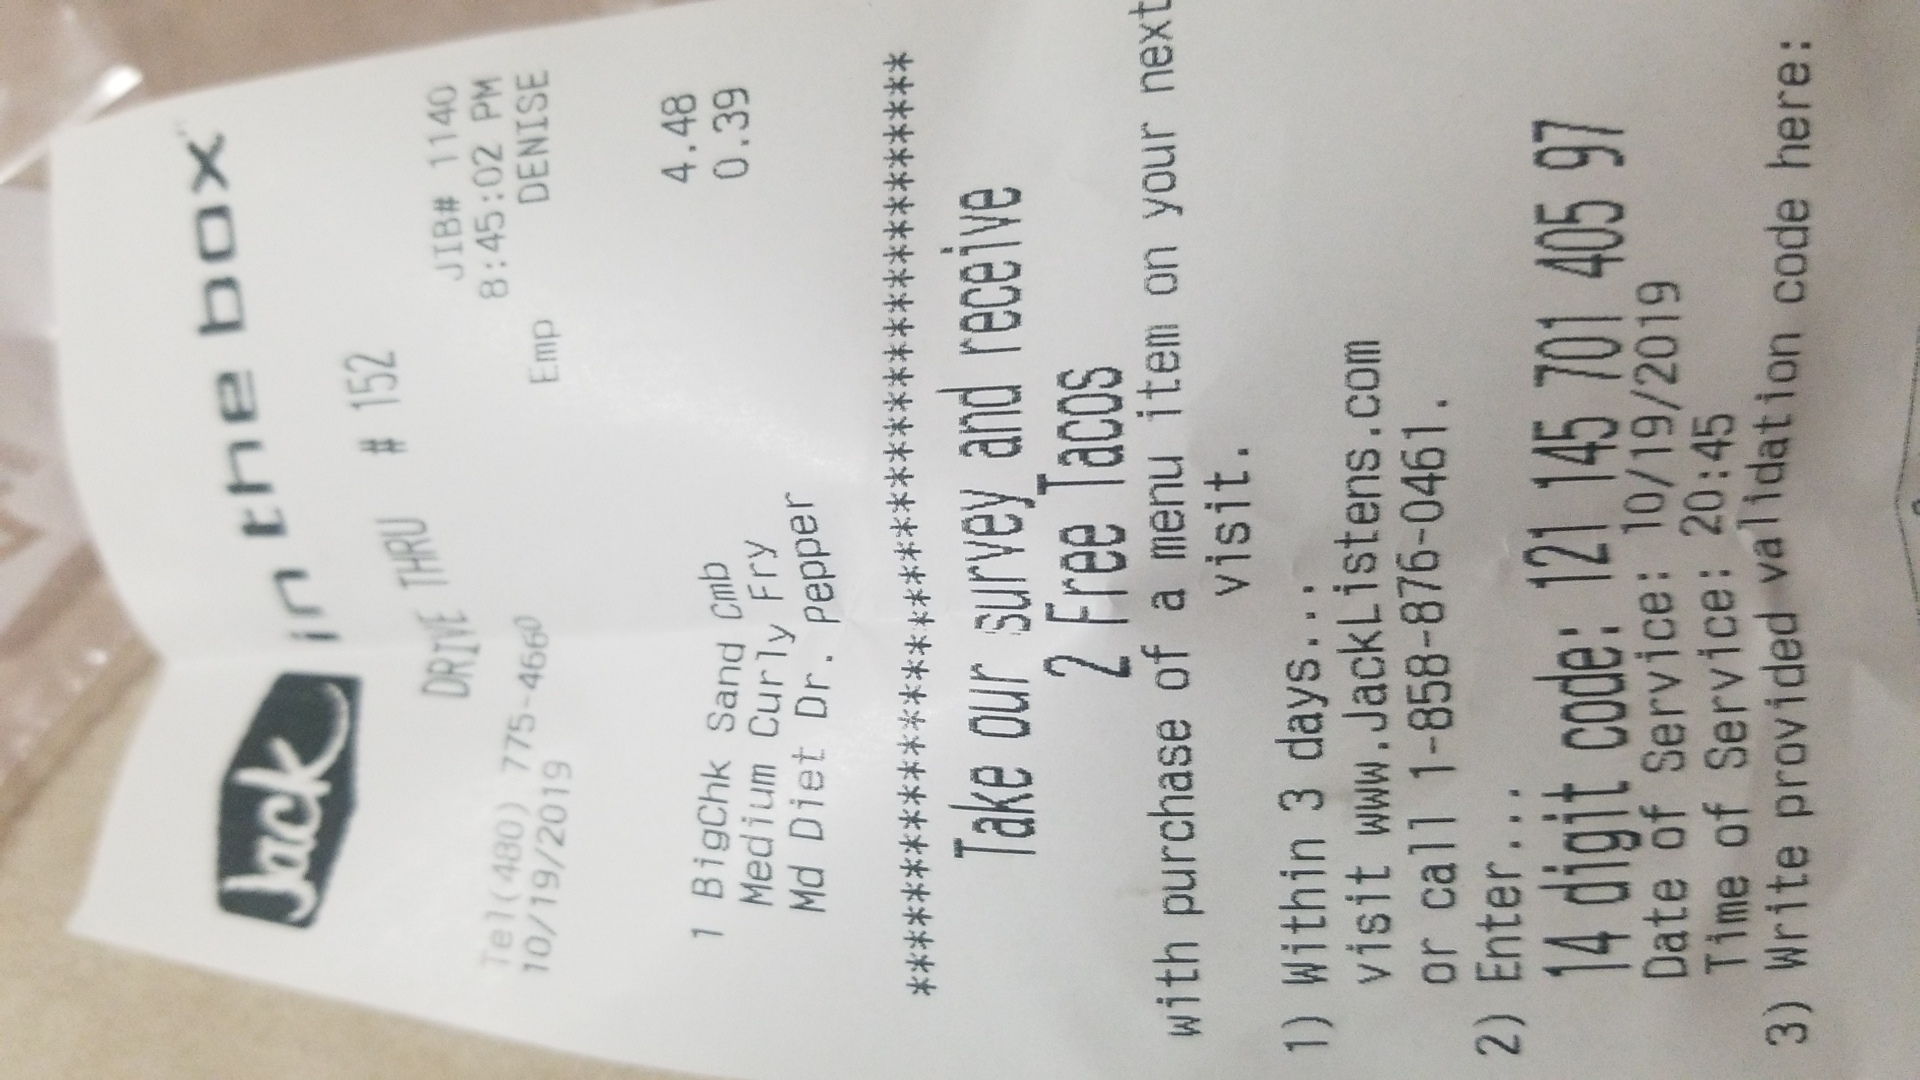 Jack in the box
DRIVE THRU # 152
JIB# 1140
Tel(480) 775-4660 8:45:02 PM
10/19/2019 Emp DENISE
1 BigChk Sand Cmb 4.48
Medium Curly Fry 0.39
Md Diet Dr. Pepper
****************************************
Take our survey and receive
2 Free Tacos
with purchase of a menu item on your next
visit.
1) Within 3 days...
visit www.JackListens.com
or call 1-858-876-0461.
2) Enter...
14 digit code: 121 145 701 405 97
Date of Service: 10/19/2019
Time of Service: 20:45
3) Write provided validation code here: